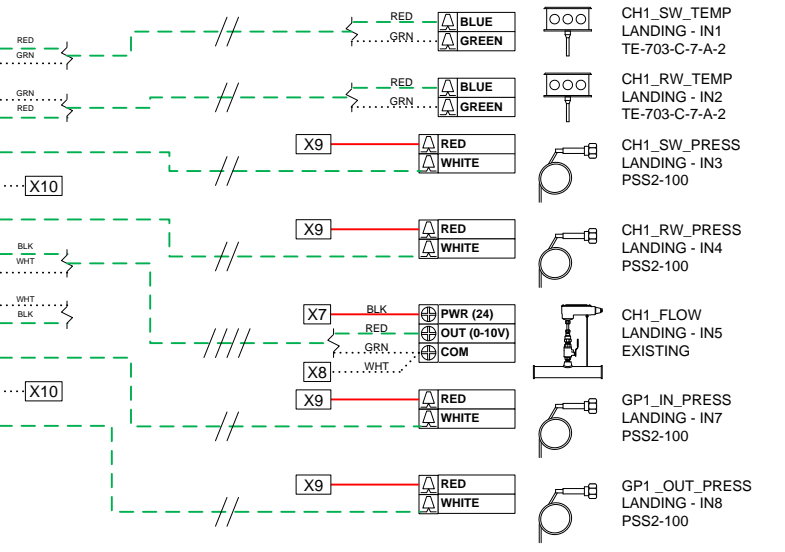 RED
GRN
RED BLUE
GRN GREEN
CH1_SW_TEMP
LANDING - IN1
TE-703-C-7-A-2
GRN
RED
RED BLUE
GRN GREEN
CH1_RW_TEMP
LANDING - IN2
TE-703-C-7-A-2
X10
X9 RED
WHITE
CH1_SW_PRESS
LANDING - IN3
PSS2-100
X9 RED
WHITE
CH1_RW_PRESS
LANDING - IN4
PSS2-100
BLK
WHT
WHT
BLK
X7 BLK PWR (24)
RED OUT (0-10V)
GRN COM
X8 WHT
CH1_FLOW
LANDING - IN5
EXISTING
X10
X9 RED
WHITE
GP1_IN_PRESS
LANDING - IN7
PSS2-100
X9 RED
WHITE
GP1 _OUT_PRESS
LANDING - IN8
PSS2-100